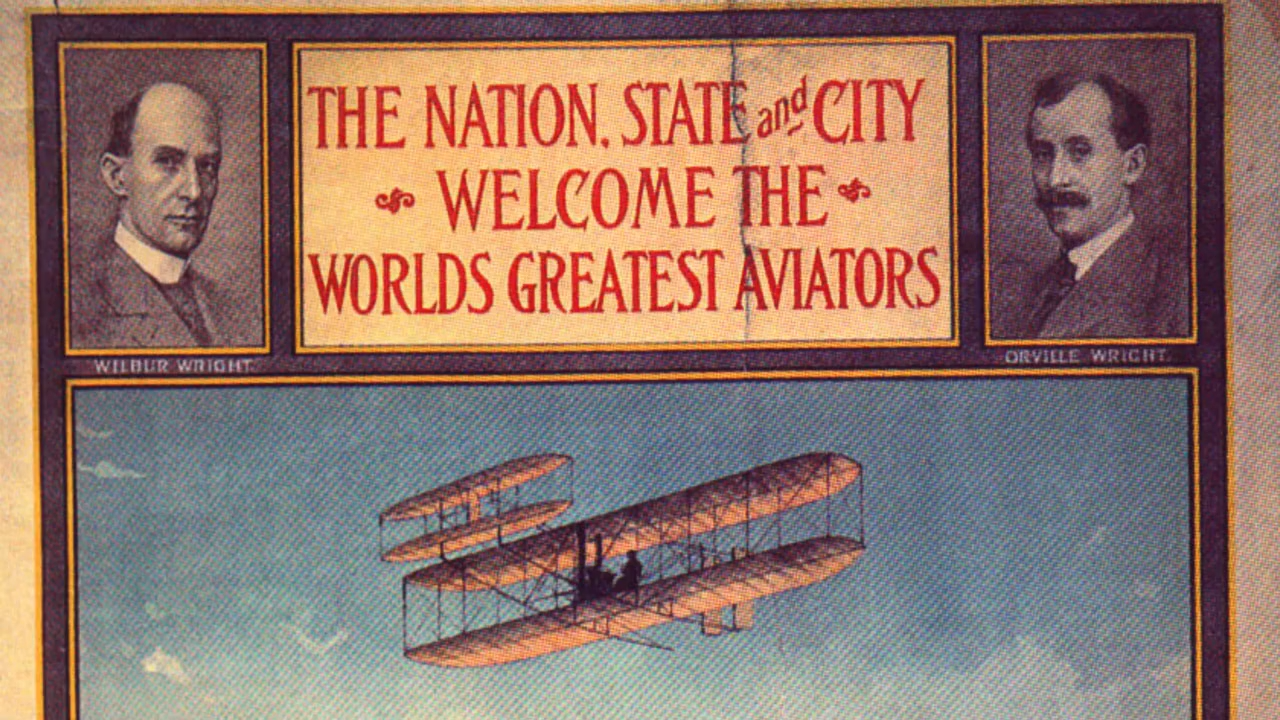 THE NATION, STATE and CITY
WELCOME THE
WORLDS GREATEST AVIATORS
WILBUR WRIGHT.
ORVILLE WRIGHT.